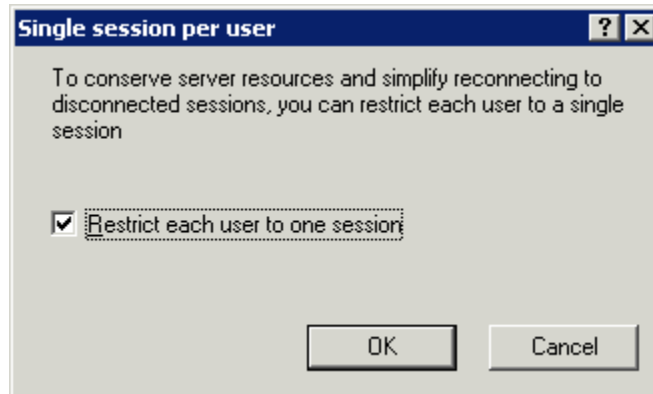 Single session per user
To conserve server resources and simplify reconnecting to
disconnected sessions, you can restrict each user to a single
session
Restrict each user to one session
OK Cancel